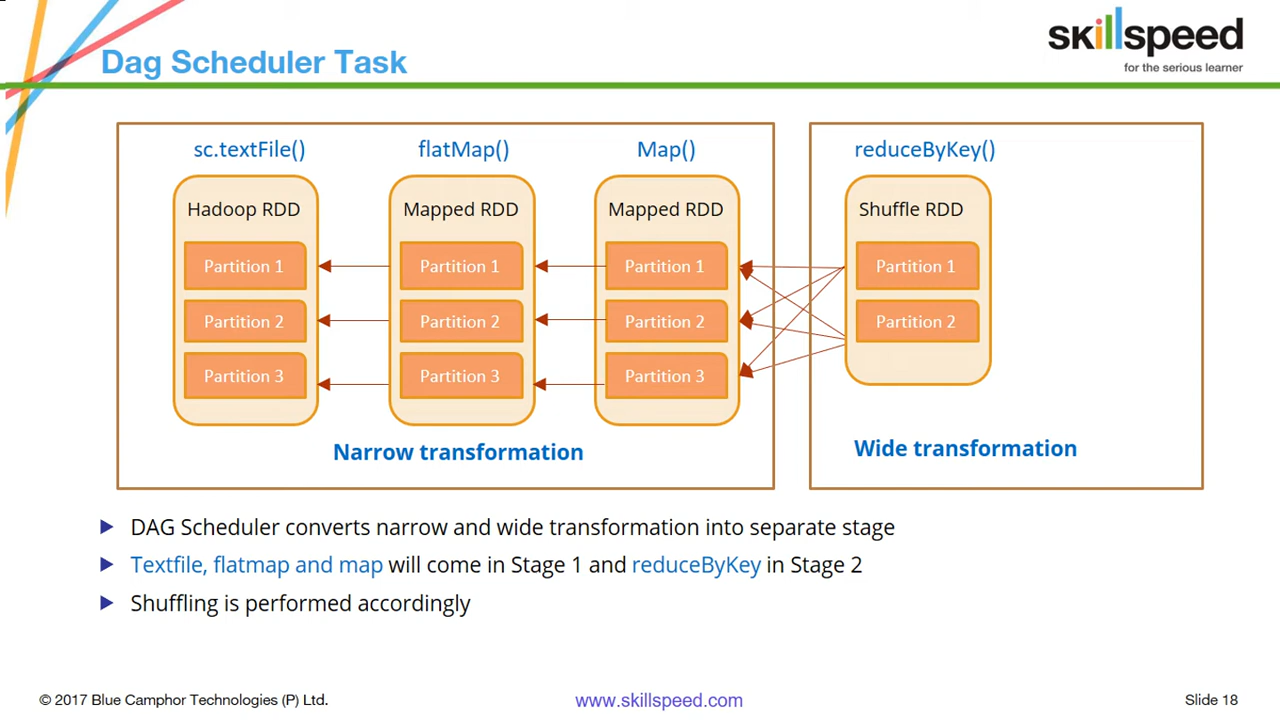 skillspeed
for the serious learner
Dag Scheduler Task
sc.textFile()
Hadoop RDD
Partition 1
Partition 2
Partition 3
flatMap()
Mapped RDD
Partition 1
Partition 2
Partition 3
Map()
Mapped RDD
Partition 1
Partition 2
Partition 3
Narrow transformation
reduceByKey()
Shuffle RDD
Partition 1
Partition 2
Wide transformation
DAG Scheduler converts narrow and wide transformation into separate stage
Textfile, flatmap and map will come in Stage 1 and reduceByKey in Stage 2
Shuffling is performed accordingly
© 2017 Blue Camphor Technologies (P) Ltd.
www.skillspeed.com
Slide 18